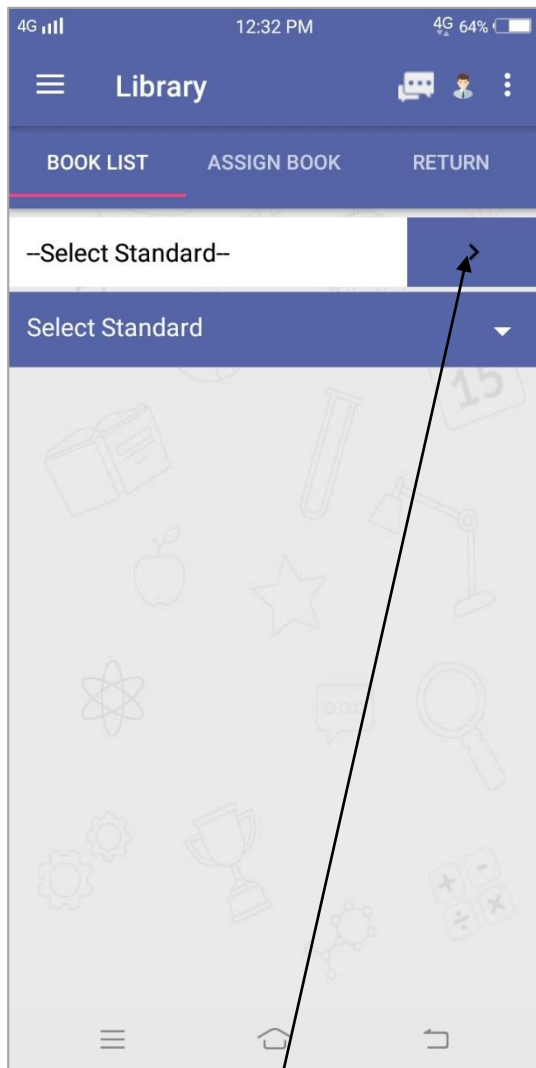 4G 12:32 PM 4G 64%
Library
BOOK LIST ASSIGN BOOK RETURN
--Select Standard--
Select Standard
15